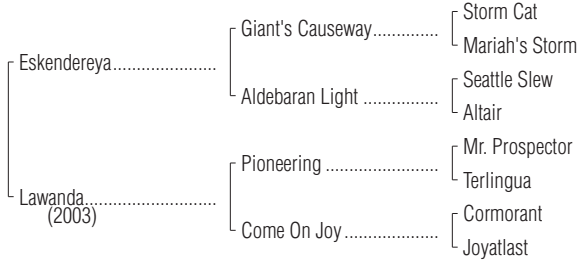 Storm Cat
Giant's Causeway..............
Mariah's Storm
Eskendereya......................
Seattle Slew
Aldebaran Light ................
Altair
Mr. Prospector
Pioneering ........................
Terlingua
Lawanda............................
(2003)
Cormorant
Come On Joy ....................
Joyatlast